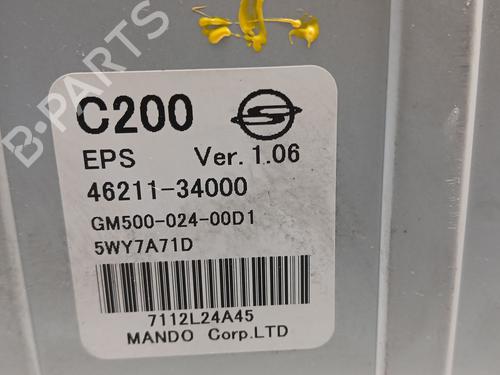 C200
EPS Ver. 1.06
46211-34000
GM500-024-00D1
5WY7A71D
7112L24A45
MANDO Corp.LTD
B-PARTS